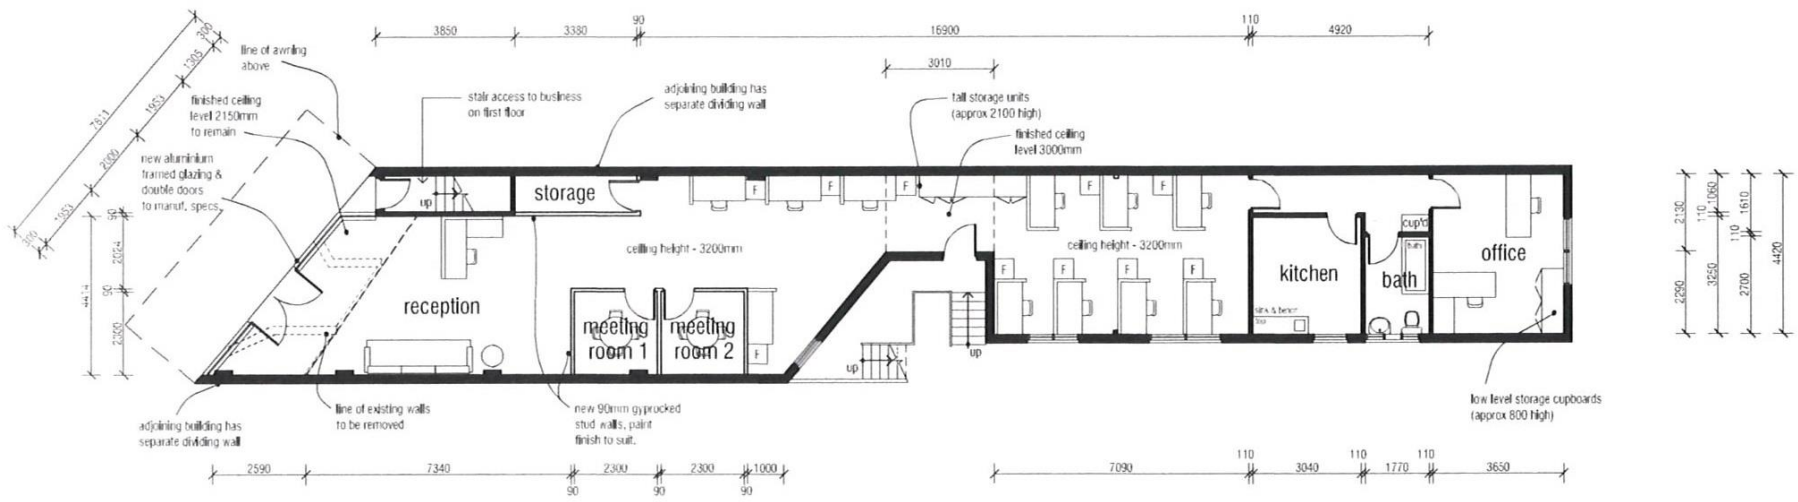 90
110
3850
3380
16900
4920
3010
300
1305
1953
7811
2000
1953
300
line of awning
above
finished ceiling
level 2150mm
to remain
new aluminium
framed glazing &
double doors
to manuf. specs.
stair access to business
on first floor
adjoining building has
separate dividing wall
tall storage units
(approx 2100 high)
finished ceiling
level 3000mm
storage
up
F
F
F
F
F
F
ceiling height - 3200mm
ceiling height - 3200mm
cup'd
bath
office
kitchen
bath
reception
F
F
F
F
meeting
room 1
meeting
room 2
F
sink & bench
up
up
90
2024
4414
90
2300
2130
110
1060
1610
110
4420
2290
3250
2700
adjoining building has
separate dividing wall
line of existing walls
to be removed
new 90mm gyprocked
stud walls, paint
finish to suit.
low level storage cupboards
(approx 800 high)
2590
7340
2300
2300
1000
90
90
90
7090
110
3040
110
1770
110
3650